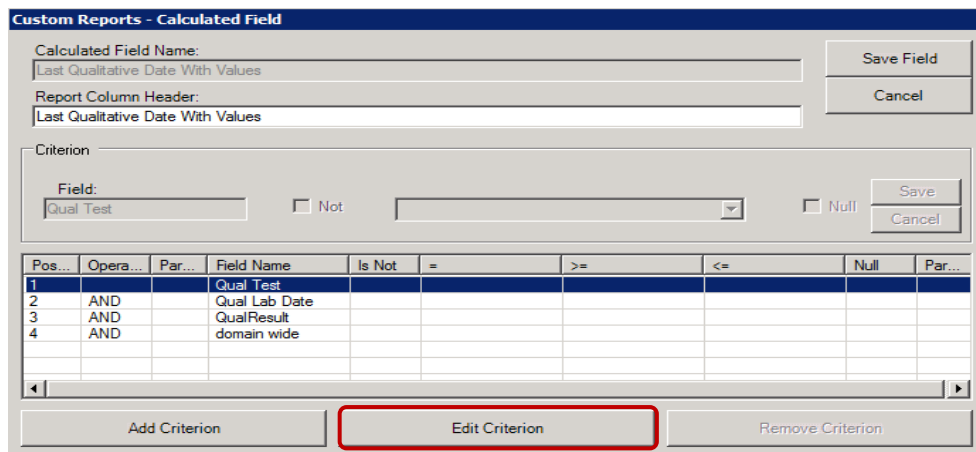 Custom Reports - Calculated Field
Calculated Field Name:
Last Qualitative Date With Values
Save Field
Report Column Header:
Cancel
Last Qualitative Date With Values
Criterion
Field:
Qual Test
Not
Null
Save
Cancel
Pos... Opera... Par... Field Name Is Not = >= <= Null Par...
1 Qual Test
2 AND Qual Lab Date
3 AND QualResult
4 AND domain wide
Add Criterion Edit Criterion Remove Criterion